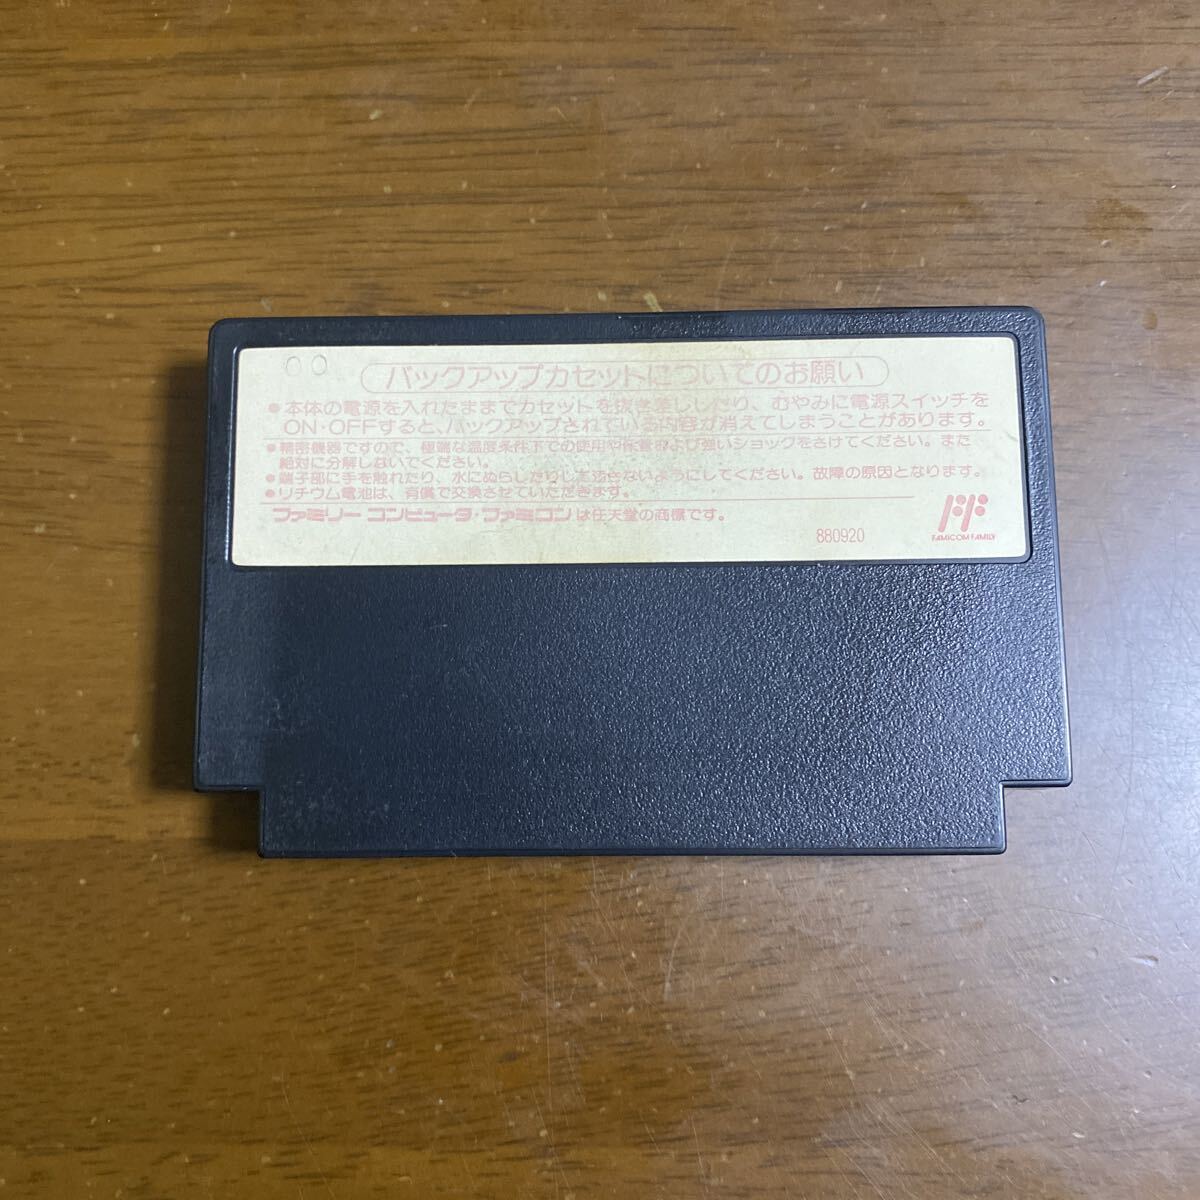 バックアップカセットについてのお願い
●本体の電源を入れたままでカセットを抜き差ししたり、むやみに電源スイッチを
ON・OFFすると、バックアップされている内容が消えてしまうことがあります。
●精密機器ですので、極端な温度条件下での使用や保管および強いショックをさけてください。また
絶対に分解しないでください。
●端子部に手を触れたり、水にぬらしたりして汚さないようにしてください。故障の原因となります。
●リチウム電池は、有償で交換させていただきます。
ファミリーコンピュータ・ファミコンは任天堂の商標です。
880920
FAMICOM FAMILY